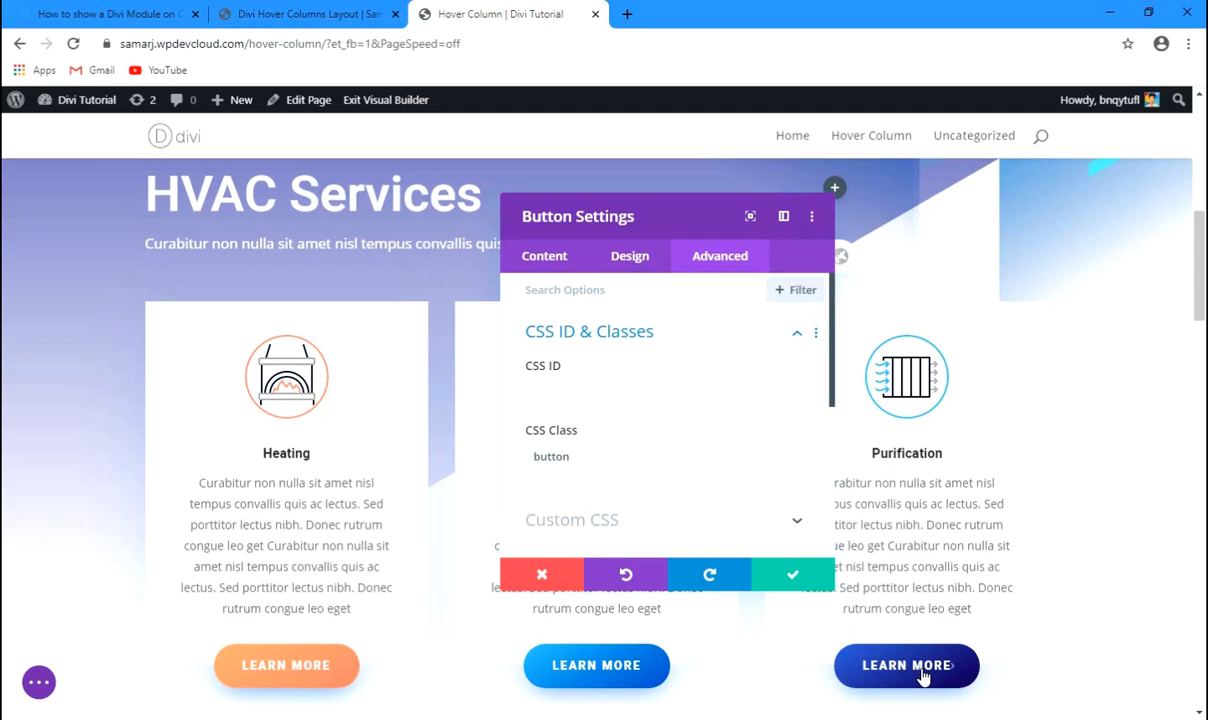 How to show a Divi Module on C
Divi Hover Columns Layout | Sam
Hover Column | Divi Tutorial
samarj.wpdevcloud.com/hover-column/?et_fb=1&PageSpeed=off
Apps
Gmail
YouTube
Divi Tutorial
2
0
New
Edit Page
Exit Visual Builder
Howdy, bnqytufl
D divi
Home
Hover Column
Uncategorized
HVAC Services
Curabitur non nulla sit amet nisl tempus convallis quis
Button Settings
Content
Design
Advanced
Search Options
+ Filter
CSS ID & Classes
CSS ID
CSS Class
button
Custom CSS
Heating
Curabitur non nulla sit amet nisl
tempus convallis quis ac lectus. Sed
porttitor lectus nibh. Donec rutrum
congue leo get Curabitur non nulla sit
amet nisl tempus convallis quis ac
lectus. Sed porttitor lectus nibh. Donec
rutrum congue leo eget
LEARN MORE
rutrum congue leo eget
LEARN MORE
Purification
rabitur non nulla sit amet nisl
pus convallis quis ac lectus. Sed
titor lectus nibh. Donec rutrum
ue leo eget Curabitur non nulla sit
et nisl tempus convallis quis ac
us. Sed porttitor lectus nibh. Donec
rutrum congue leo eget
LEARN MORE